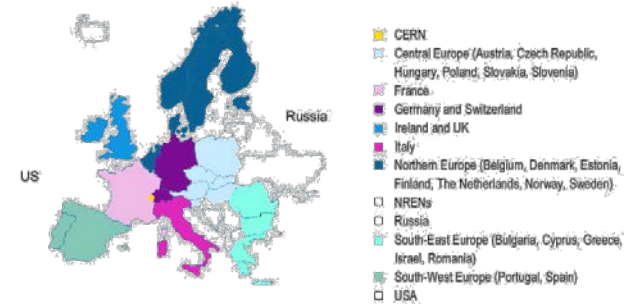 US
Russia
CERN
Central Europe (Austria, Czech Republic,
Hungary, Poland, Slovakia, Slovenia)
France
Germany and Switzerland
Ireland and UK
Italy
Northern Europe (Belgium, Denmark, Estonia,
Finland, The Netherlands, Norway, Sweden)
NRENs
Russia
South-East Europe (Bulgaria, Cyprus, Greece,
Israel, Romania)
South-West Europe (Portugal, Spain)
USA